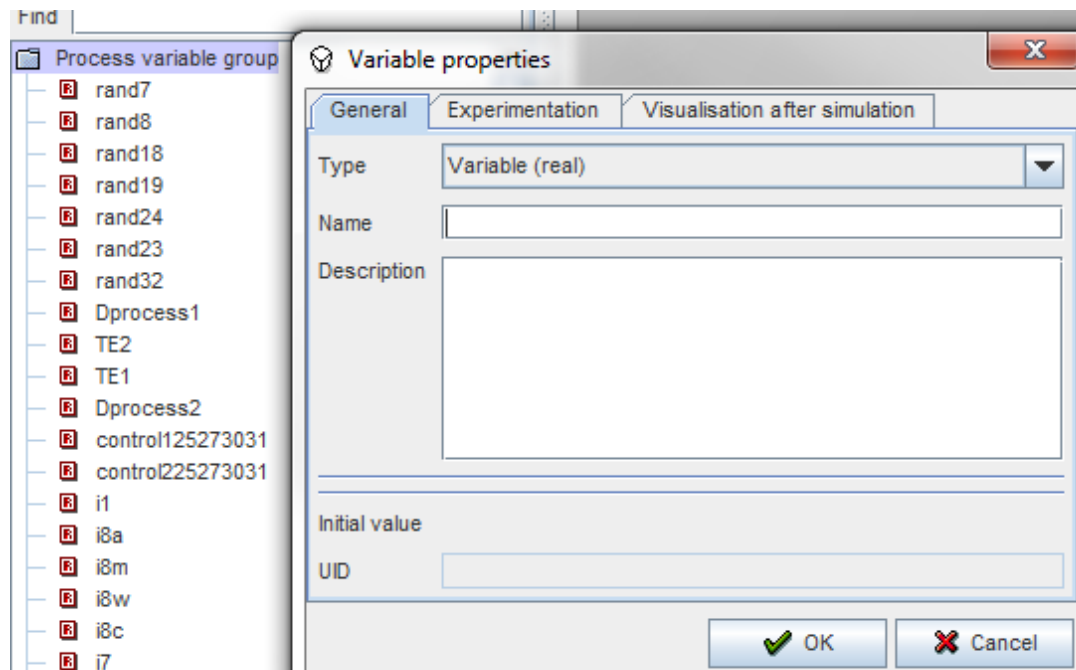 Find
Process variable group
rand7
rand8
rand18
rand19
rand24
rand23
rand32
Dprocess1
TE2
TE1
Dprocess2
control125273031
control225273031
i1
i8a
i8m
i8w
i8c
i7
Variable properties
General Experimentation Visualisation after simulation
Type Variable (real)
Name
Description
Initial value
UID
OK Cancel